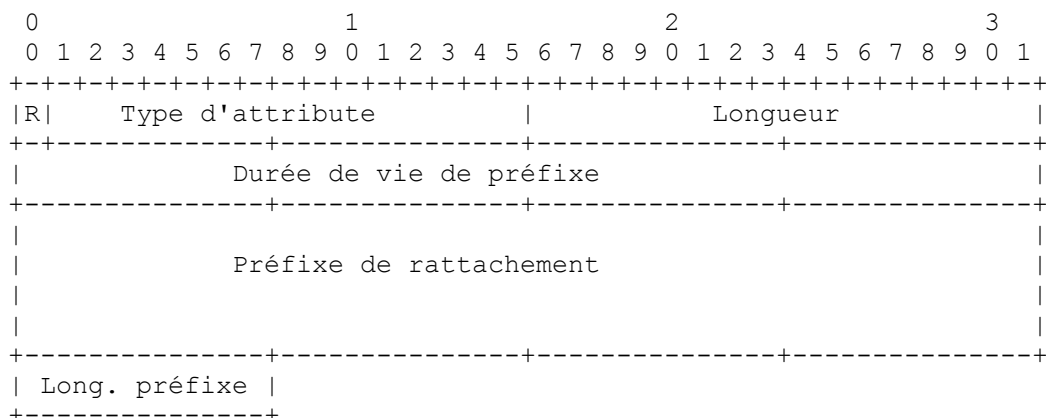 0                   1                   2                   3
 0 1 2 3 4 5 6 7 8 9 0 1 2 3 4 5 6 7 8 9 0 1 2 3 4 5 6 7 8 9 0 1
+-+-+-+-+-+-+-+-+-+-+-+-+-+-+-+-+-+-+-+-+-+-+-+-+-+-+-+-+-+-+-+-+
|R|    Type d'attribute         |           Longueur            |
+-+-------------+---------------+---------------+---------------+
|             Durée de vie de préfixe                           |
+---------------+---------------+---------------+---------------+
|                                                               |
|             Préfixe de rattachement                           |
|                                                               |
|                                                               |
+---------------+---------------+---------------+---------------+
| Long. préfixe |
+---------------+